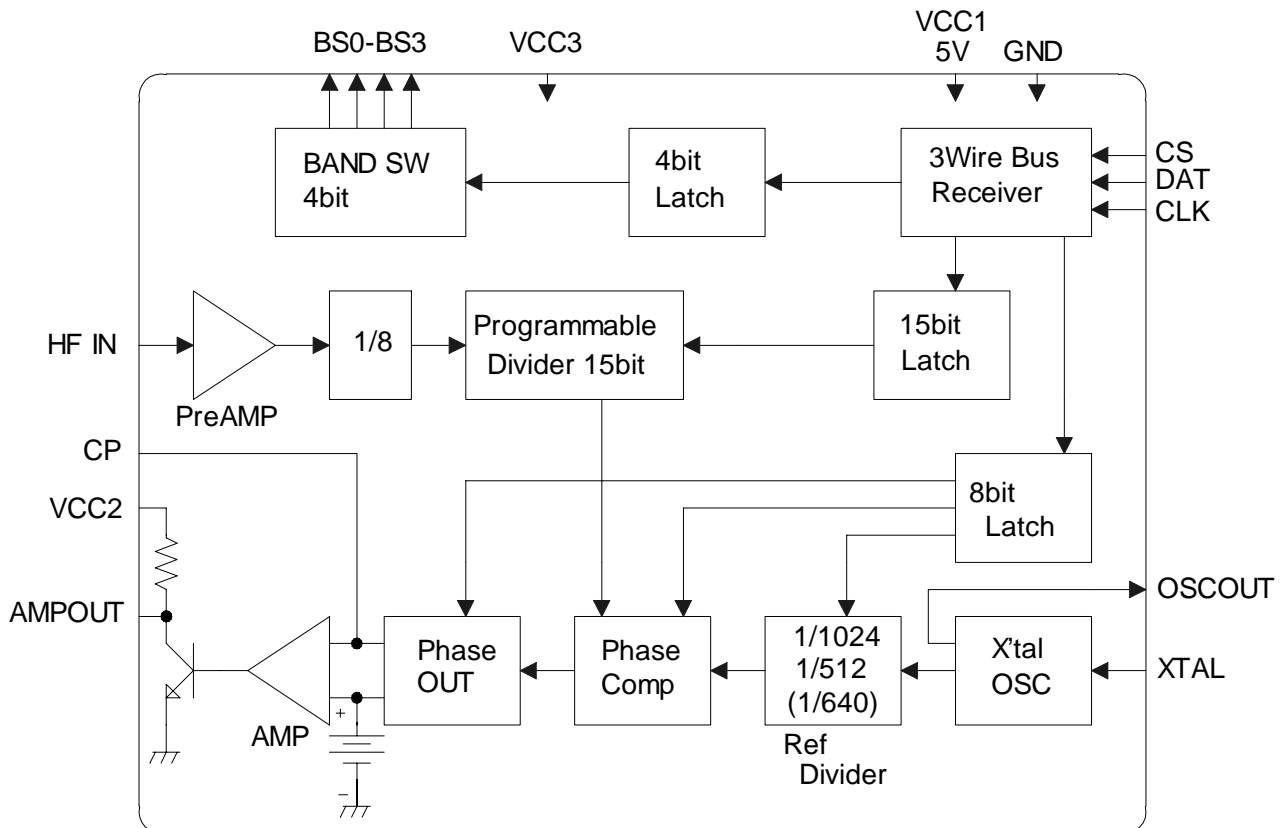 BS0-BS3
VCC3
VCC1
5V
GND
BAND SW
4bit
4bit
Latch
3Wire Bus
Receiver
CS
DAT
CLK
HF IN
PreAMP
1/8
Programmable
Divider 15bit
15bit
Latch
CP
VCC2
8bit
Latch
AMPOUT
OSCOUT
AMP
+
-
Phase
OUT
Phase
Comp
1/1024
1/512
(1/640)
Ref
Divider
X'tal
OSC
XTAL